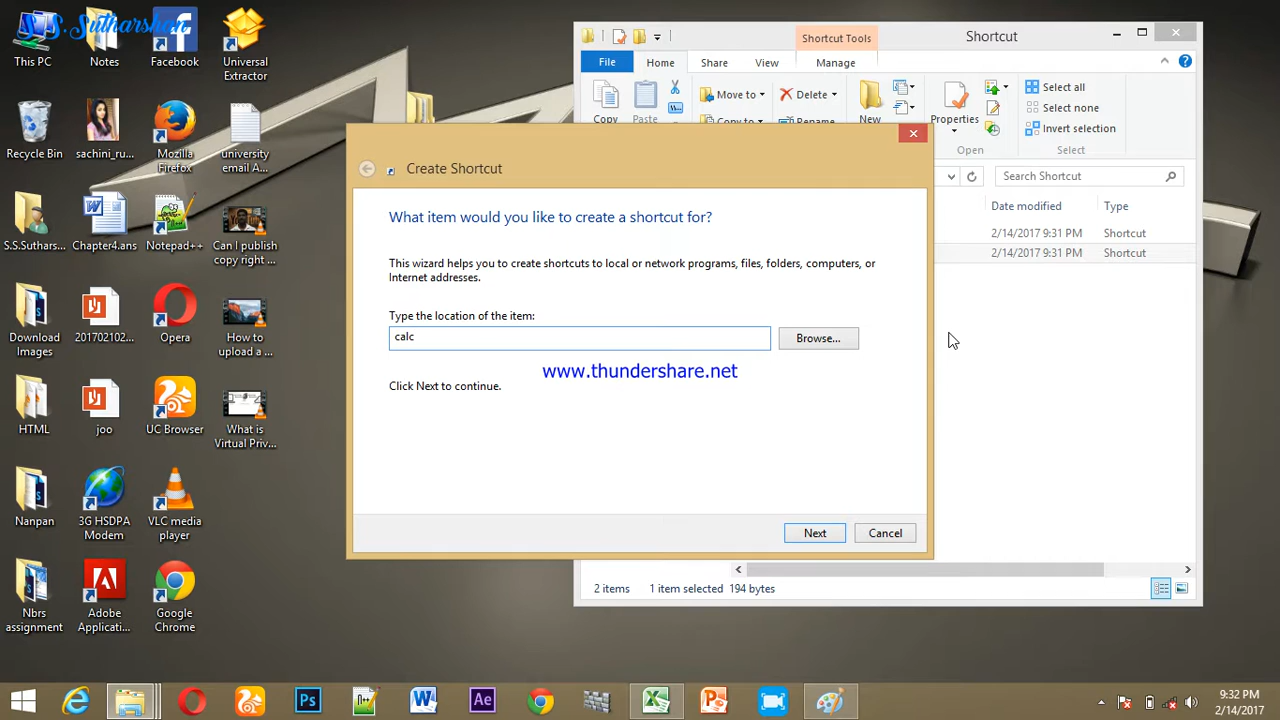 S.S.Sutharshan
This PC
Notes
Facebook
Universal
Extractor
Recycle Bin
sachini_ru...
Mozilla
Firefox
university
email A...
S.S.Suthars...
Chapter4.ans
Notepad++
Can I publish
copy right ...
Download
Images
201702102...
Opera
How to
upload a ...
HTML
joo
UC Browser
What is
Virtual Priv...
Nanpan
3G HSDPA
Modem
VLC media
player
Nbrs
assignment
Adobe
Applicati...
Google
Chrome
Shortcut Tools
Shortcut
File
Home
Share
View
Manage
Copy
Paste
Move to
Copy to
Delete
Rename
New
Properties
Open
Select all
Select none
Invert selection
Select
Search Shortcut
Date modified
Type
2/14/2017 9:31 PM
Shortcut
2/14/2017 9:31 PM
Shortcut
2 items
1 item selected 194 bytes
Create Shortcut
What item would you like to create a shortcut for?
This wizard helps you to create shortcuts to local or network programs, files, folders, computers, or
Internet addresses.
Type the location of the item:
calc
Browse...
www.thundershare.net
Click Next to continue.
Next
Cancel
Ps
Ae
9:32 PM
2/14/2017